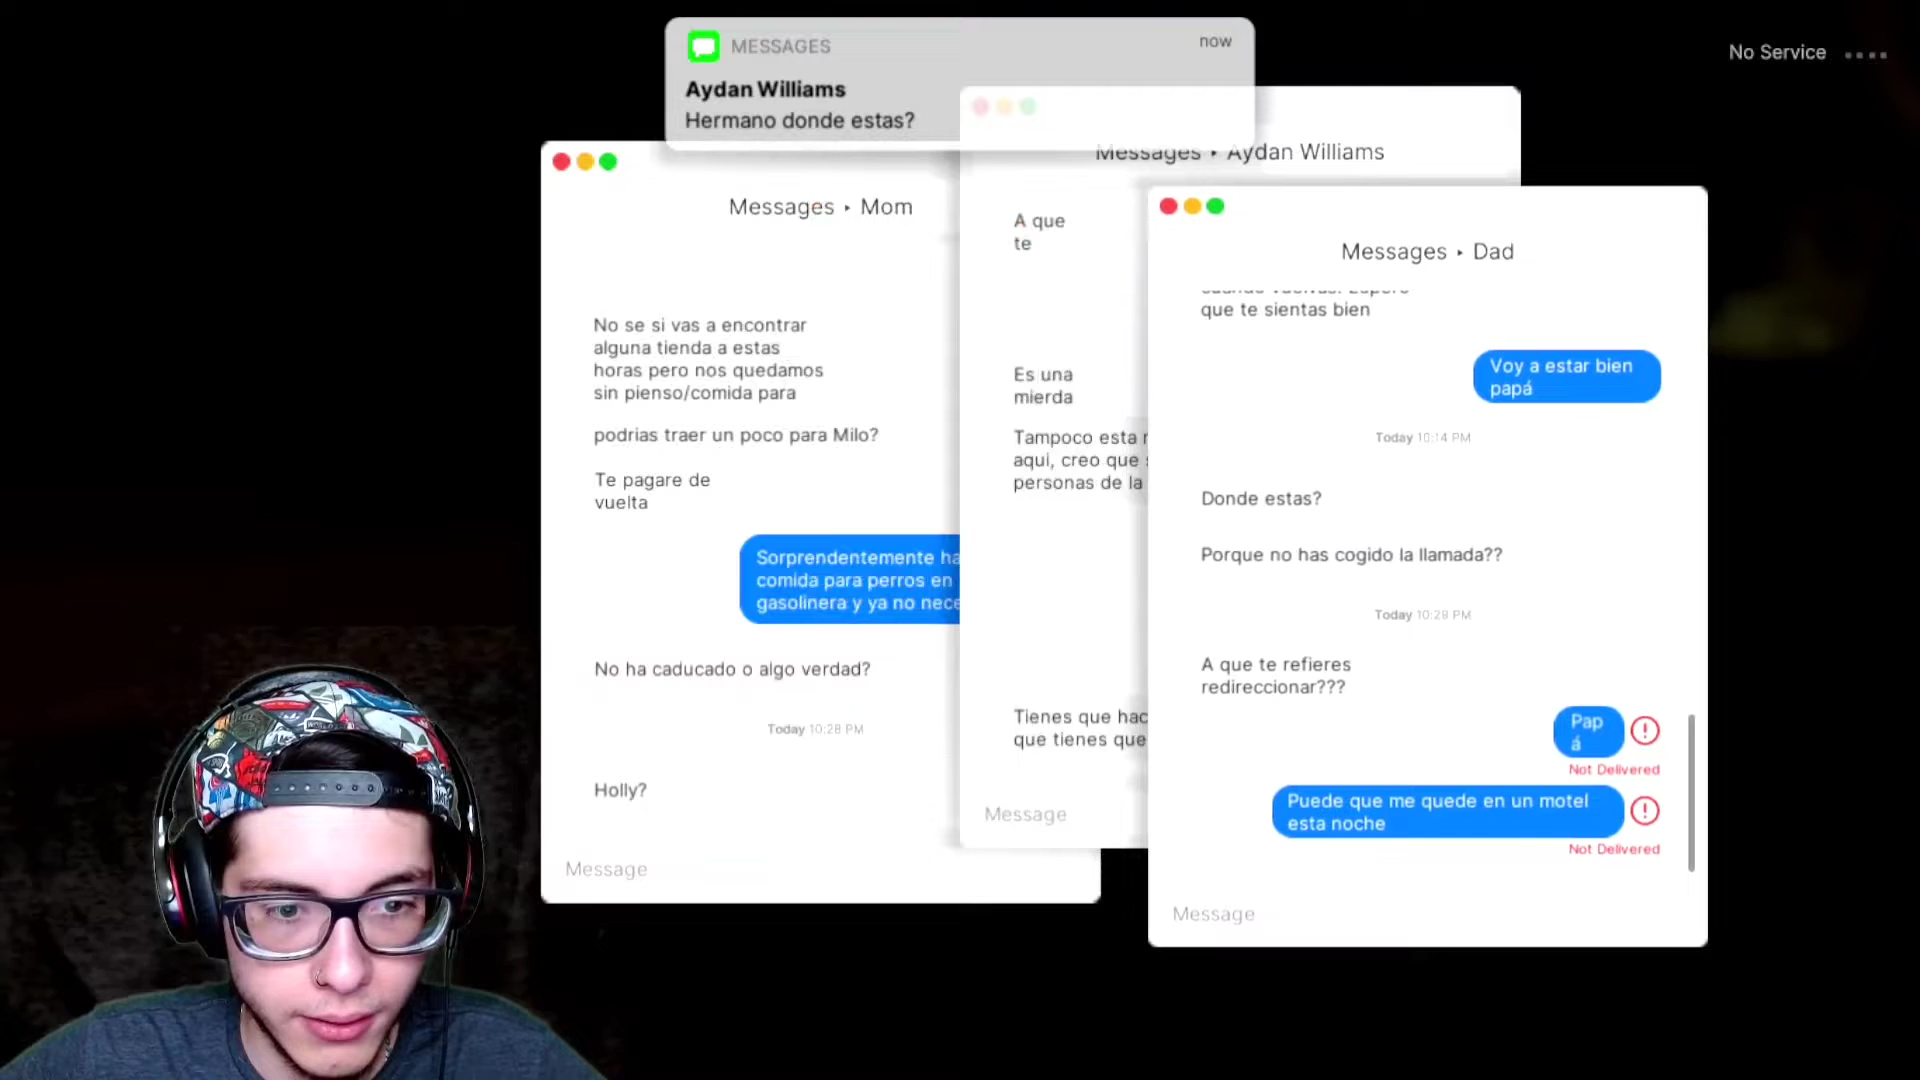 MESSAGES
now
Aydan Williams
Hermano donde estas?
No Service
Messages ‣ Mom
No se si vas a encontrar
alguna tienda a estas
horas pero nos quedamos
sin pienso/comida para
podrias traer un poco para Milo?
Te pagare de
vuelta
Sorprendentemente ha
comida para perros en
gasolinera y ya no nece
No ha caducado o algo verdad?
Today 10:28 PM
Holly?
Message
Messages ‣ Aydan Williams
A que
te
Es una
mierda
Tampoco esta
aqui, creo que
personas de la
Tienes que hac
que tienes que
Message
Messages ‣ Dad
que te sientas bien
Voy a estar bien
papá
Today 10:14 PM
Donde estas?
Porque no has cogido la llamada??
Today 10:29 PM
A que te refieres
redireccionar???
Pap
á
Not Delivered
Puede que me quede en un motel
esta noche
Not Delivered
Message